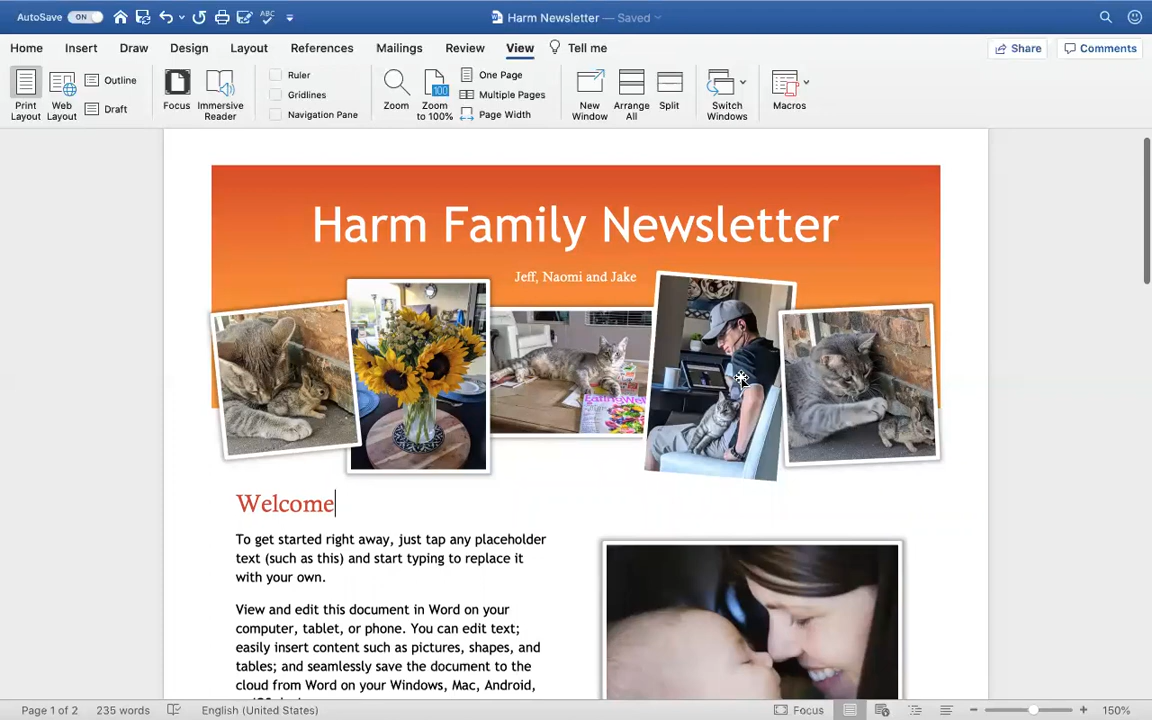 AutoSave ON Harm Newsletter — Saved
Home Insert Draw Design Layout References Mailings Review View Tell me Share Comments
Print Layout
Web Layout
Outline
Draft
Focus
Immersive Reader
Ruler
Gridlines
Navigation Pane
Zoom
100
Zoom to 100%
One Page
Multiple Pages
Page Width
New Window
Arrange All
Split
Switch Windows
Macros
Harm Family Newsletter
Jeff, Naomi and Jake
Welcome
To get started right away, just tap any placeholder
text (such as this) and start typing to replace it
with your own.
View and edit this document in Word on your
computer, tablet, or phone. You can edit text;
easily insert content such as pictures, shapes, and
tables; and seamlessly save the document to the
cloud from Word on your Windows, Mac, Android,
Page 1 of 2 235 words English (United States) Focus 150%